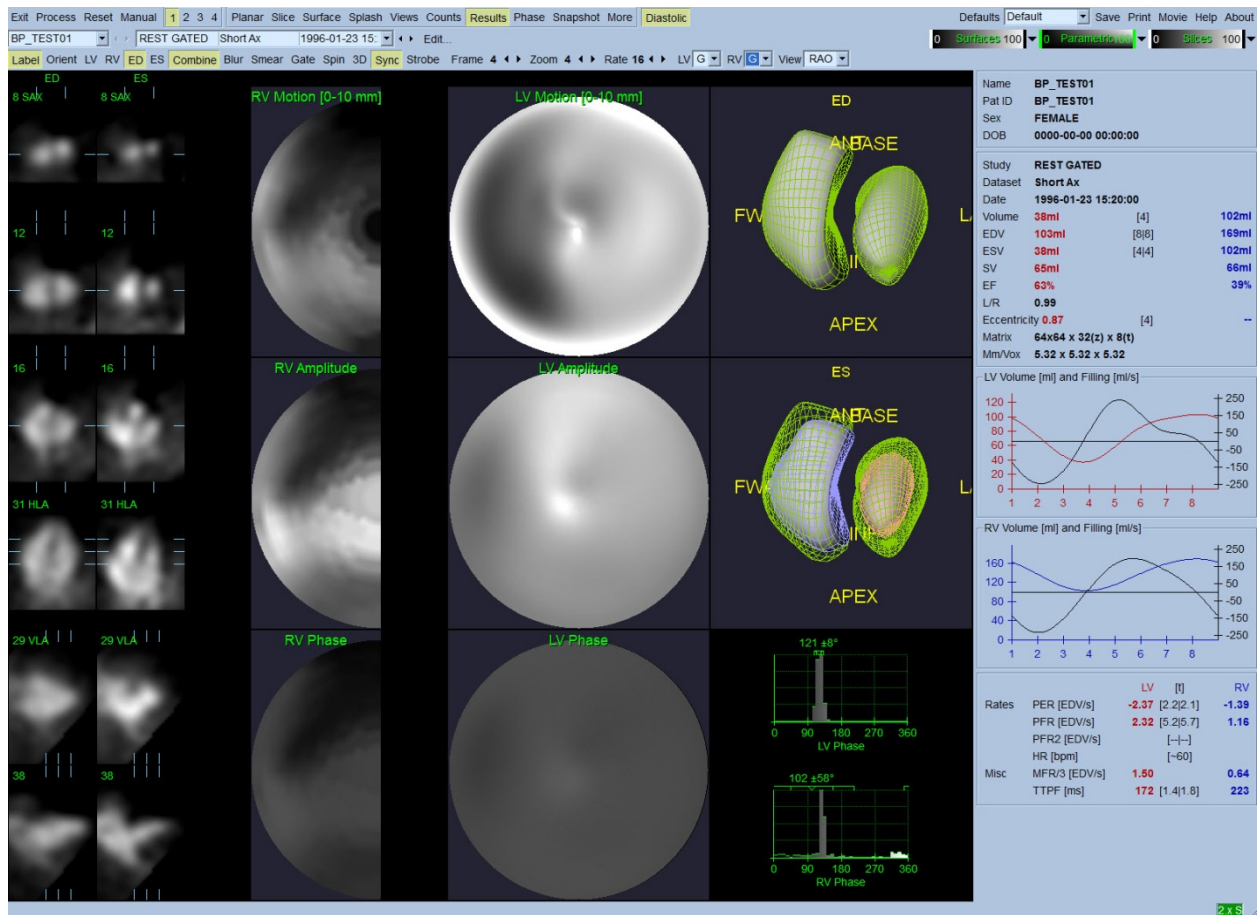 Exit Process Reset Manual 1 2 3 4 Planar Slice Surface Splash Views Counts Results Phase Snapshot More Diastolic Defaults Default Save Print Movie Help About
BP_TEST01 REST GATED Short Ax 1996-01-23 15: Edit... 0 Surfaces 100 0 Parametric 100 0 Slices 100
Label Orient LV RV ED ES Combine Blur Smear Gate Spin 3D Sync Strobe Frame 4 Zoom 4 Rate 16 LV G RV G View RAO
ED ES
8 SAX 8 SAX
12 12
16 16
31 HLA 31 HLA
29 VLA 29 VLA
38 38
RV Motion [0-10 mm] LV Motion [0-10 mm]
ED
ANT BASE
FW
APEX
RV Amplitude LV Amplitude
ES
ANT BASE
FW
APEX
RV Phase LV Phase
121 ±8°
0 90 180 270 360
LV Phase
102 ±58°
0 90 180 270 360
RV Phase
Name BP_TEST01
Pat ID BP_TEST01
Sex FEMALE
DOB 0000-00-00 00:00:00
Study REST GATED
Dataset Short Ax
Date 1996-01-23 15:20:00
Volume 38ml [4] 102ml
EDV 103ml [8|8] 169ml
ESV 38ml [4|4] 102ml
SV 65ml 66ml
EF 63% 39%
L/R 0.99
Eccentricity 0.87 [4] --
Matrix 64x64 x 32(z) x 8(t)
Mm/Vox 5.32 x 5.32 x 5.32
LV Volume [ml] and Filling [ml/s]
120 250
100 150
80 50
60 -50
40 -150
20 -250
0
1 2 3 4 5 6 7 8
RV Volume [ml] and Filling [ml/s]
250
160 150
120 50
80 -50
40 -150
0 -250
1 2 3 4 5 6 7 8
LV [t] RV
Rates PER [EDV/s] -2.37 [2.2|2.1] -1.39
PFR [EDV/s] 2.32 [5.2|5.7] 1.16
PFR2 [EDV/s] [--|--]
HR [bpm] [~60]
Misc MFR/3 [EDV/s] 1.50 0.64
TTPF [ms] 172 [1.4|1.8] 223
2 x S